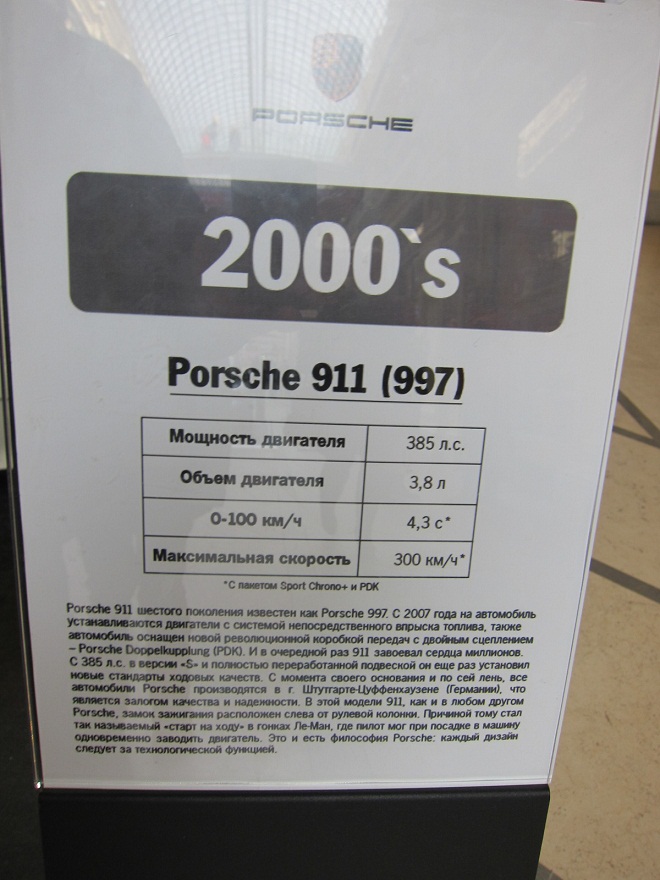 PORSCHE
2000`s
Porsche 911 (997)
Мощность двигателя 385 л.с.
Объем двигателя 3,8 л
0-100 км/ч 4,3 с*
Максимальная скорость 300 км/ч*
*С пакетом Sport Chrono+ и PDK
Porsche 911 шестого поколения известен как Porsche 997. С 2007 года на автомобиль
устанавливаются двигатели с системой непосредственного впрыска топлива, также
автомобиль оснащен новой революционной коробкой передач с двойным сцеплением
– Porsche Doppelkupplung (PDK). И в очередной раз 911 завоевал сердца миллионов.
С 385 л.с. в версии «S» и полностью переработанной подвеской он еще раз установил
новые стандарты ходовых качеств. С момента своего основания и по сей день, все
автомобили Porsche производятся в г. Штутгарте-Цуффенхаузене (Германии), что
является залогом качества и надежности. В этой модели 911, как и в любом другом
Porsche, замок зажигания расположен слева от рулевой колонки. Причиной тому стал
так называемый «старт на ходу» в гонках Ле-Ман, где пилот мог при посадке в машину
одновременно заводить двигатель. Это и есть философия Porsche: каждый дизайн
следует за технологической функцией.